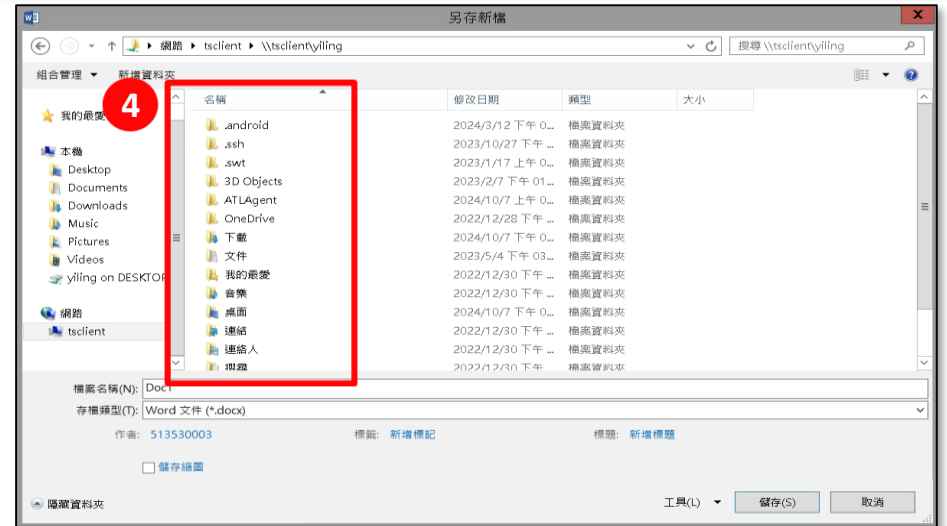 另存新檔
網路 ▸ tsclient ▸ \\tsclient\yiling
搜尋 \\tsclient\yiling
組合管理 新增資料夾
4
名稱 修改日期 類型 大小
我的最愛
本機
Desktop
Documents
Downloads
Music
Pictures
Videos
yiling on DESKTOP
網路
tsclient
.android 2024/3/12 下午 0... 檔案資料夾
.ssh 2023/10/27 下午 ... 檔案資料夾
.swt 2023/1/17 上午 0... 檔案資料夾
3D Objects 2023/2/7 下午 01... 檔案資料夾
ATLAgent 2024/10/7 上午 0... 檔案資料夾
OneDrive 2022/12/28 下午 ... 檔案資料夾
下載 2024/10/7 下午 0... 檔案資料夾
文件 2023/5/4 下午 03... 檔案資料夾
我的最愛 2022/12/30 下午 ... 檔案資料夾
音樂 2022/12/30 下午 ... 檔案資料夾
桌面 2024/10/7 下午 0... 檔案資料夾
連結 2022/12/30 下午 ... 檔案資料夾
連絡人 2022/12/30 下午 ... 檔案資料夾
搜尋 2022/12/30 下午 檔案資料夾
檔案名稱(N): Doc1
存檔類型(T): Word 文件 (*.docx)
作者: 513530003 標籤: 新增標記 標題: 新增標題
儲存縮圖
隱藏資料夾 工具(L) 儲存(S) 取消